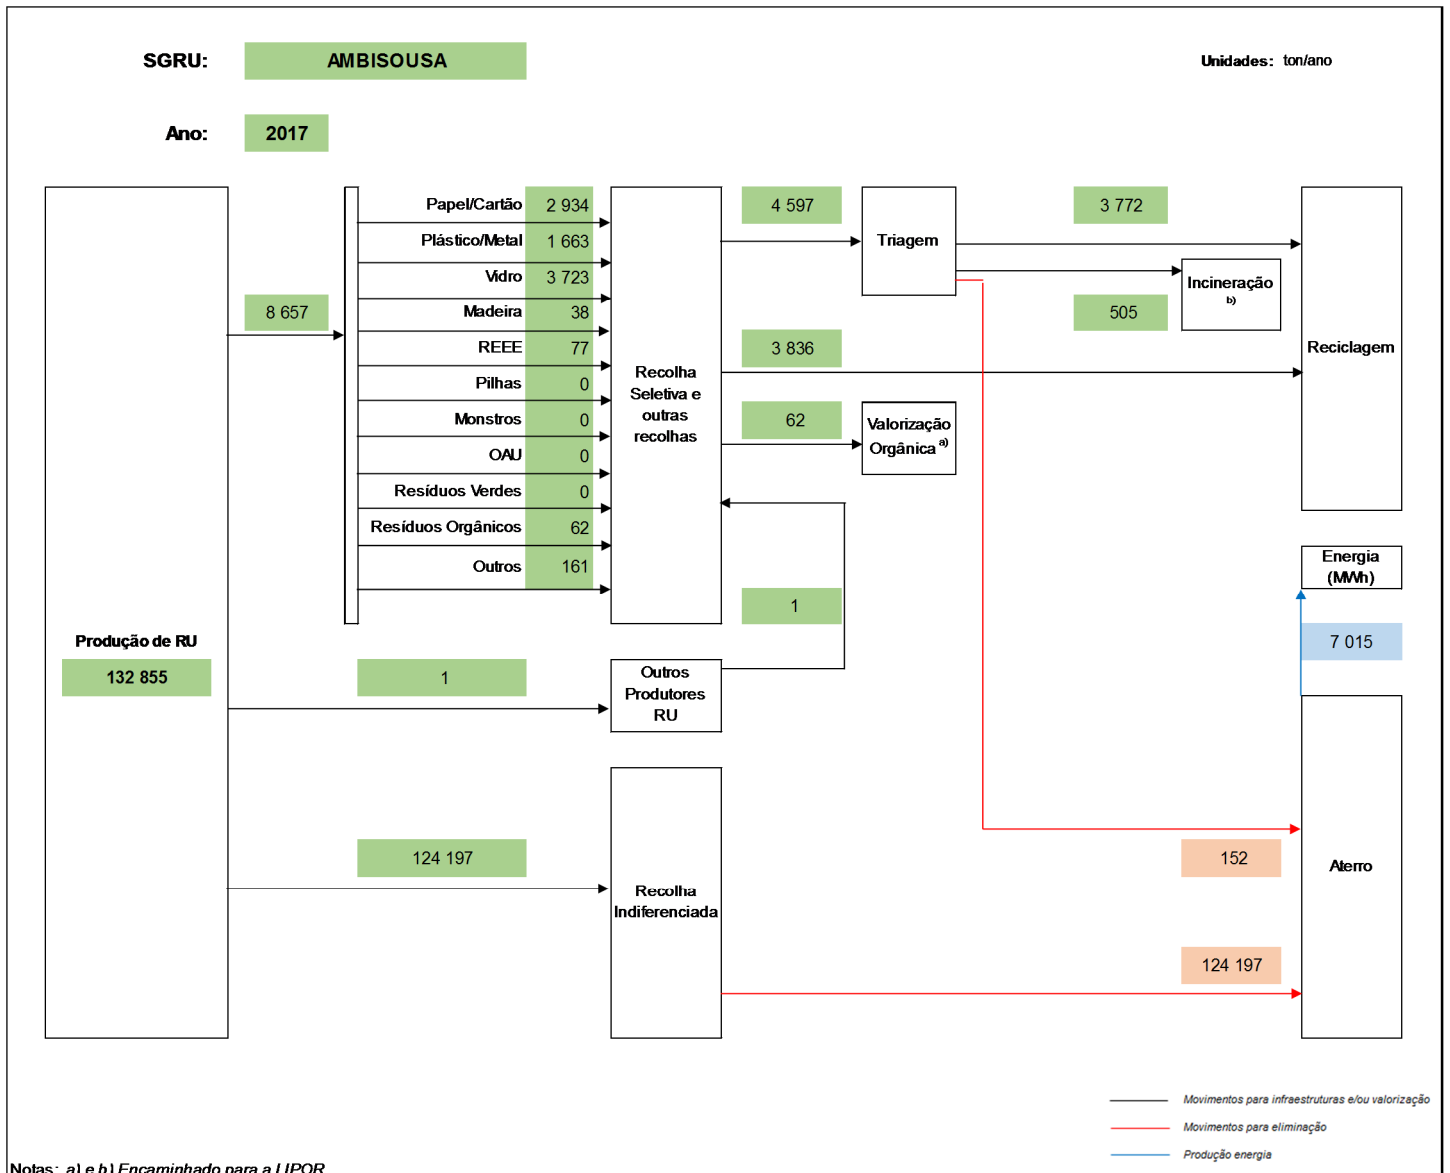 SGRU: AMBISOUSA
Unidades: ton/ano
Ano: 2017
Papel/Cartão 2 934
Plástico/Metal 1 663
Vidro 3 723
Madeira 38
REEE 77
Pilhas 0
Monstros 0
OAU 0
Resíduos Verdes 0
Resíduos Orgânicos 62
Outros 161
8 657
Produção de RU
132 855
1
124 197
Recolha
Seletiva e
outras
recolhas
Outros
Produtores
RU
Recolha
Indiferenciada
4 597
3 836
62
1
Triagem
Valorização
Orgânica a)
3 772
505
Incineração
b)
Reciclagem
Energia
(MWh)
7 015
152
124 197
Aterro
Movimentos para infraestruturas e/ou valorização
Movimentos para eliminação
Produção energia
Notas: a) e b) Encaminhado para a LIPOR